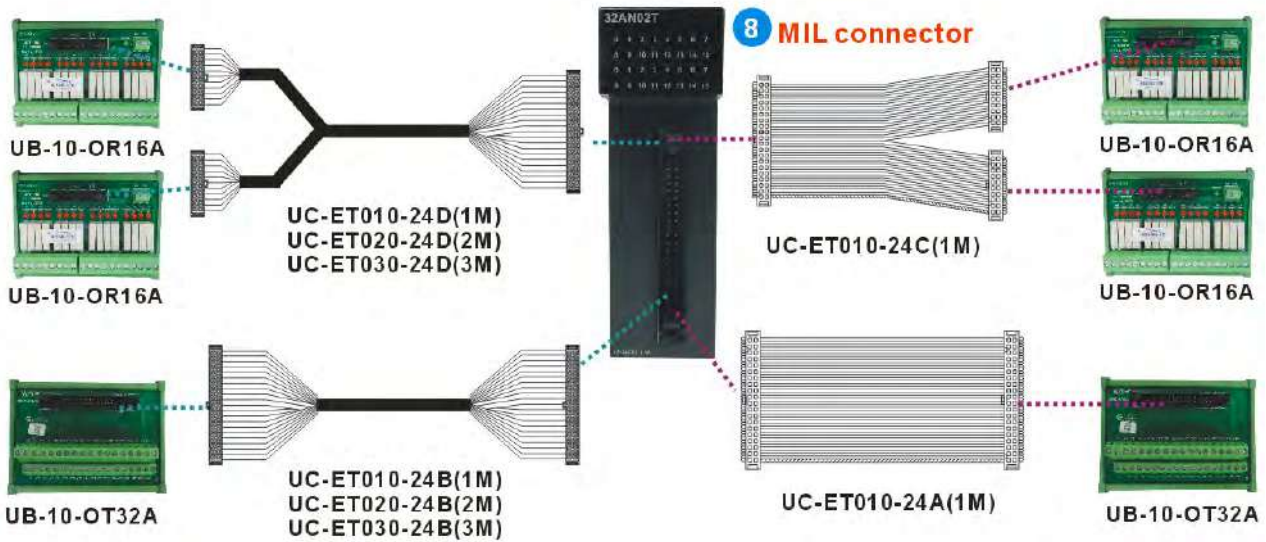 32AN02T
8 MIL connector
UB-10-OR16A
UB-10-OR16A
UC-ET010-24D(1M)
UC-ET020-24D(2M)
UC-ET030-24D(3M)
UC-ET010-24C(1M)
UB-10-OR16A
UB-10-OR16A
UB-10-OT32A
UC-ET010-24B(1M)
UC-ET020-24B(2M)
UC-ET030-24B(3M)
UC-ET010-24A(1M)
UB-10-OT32A